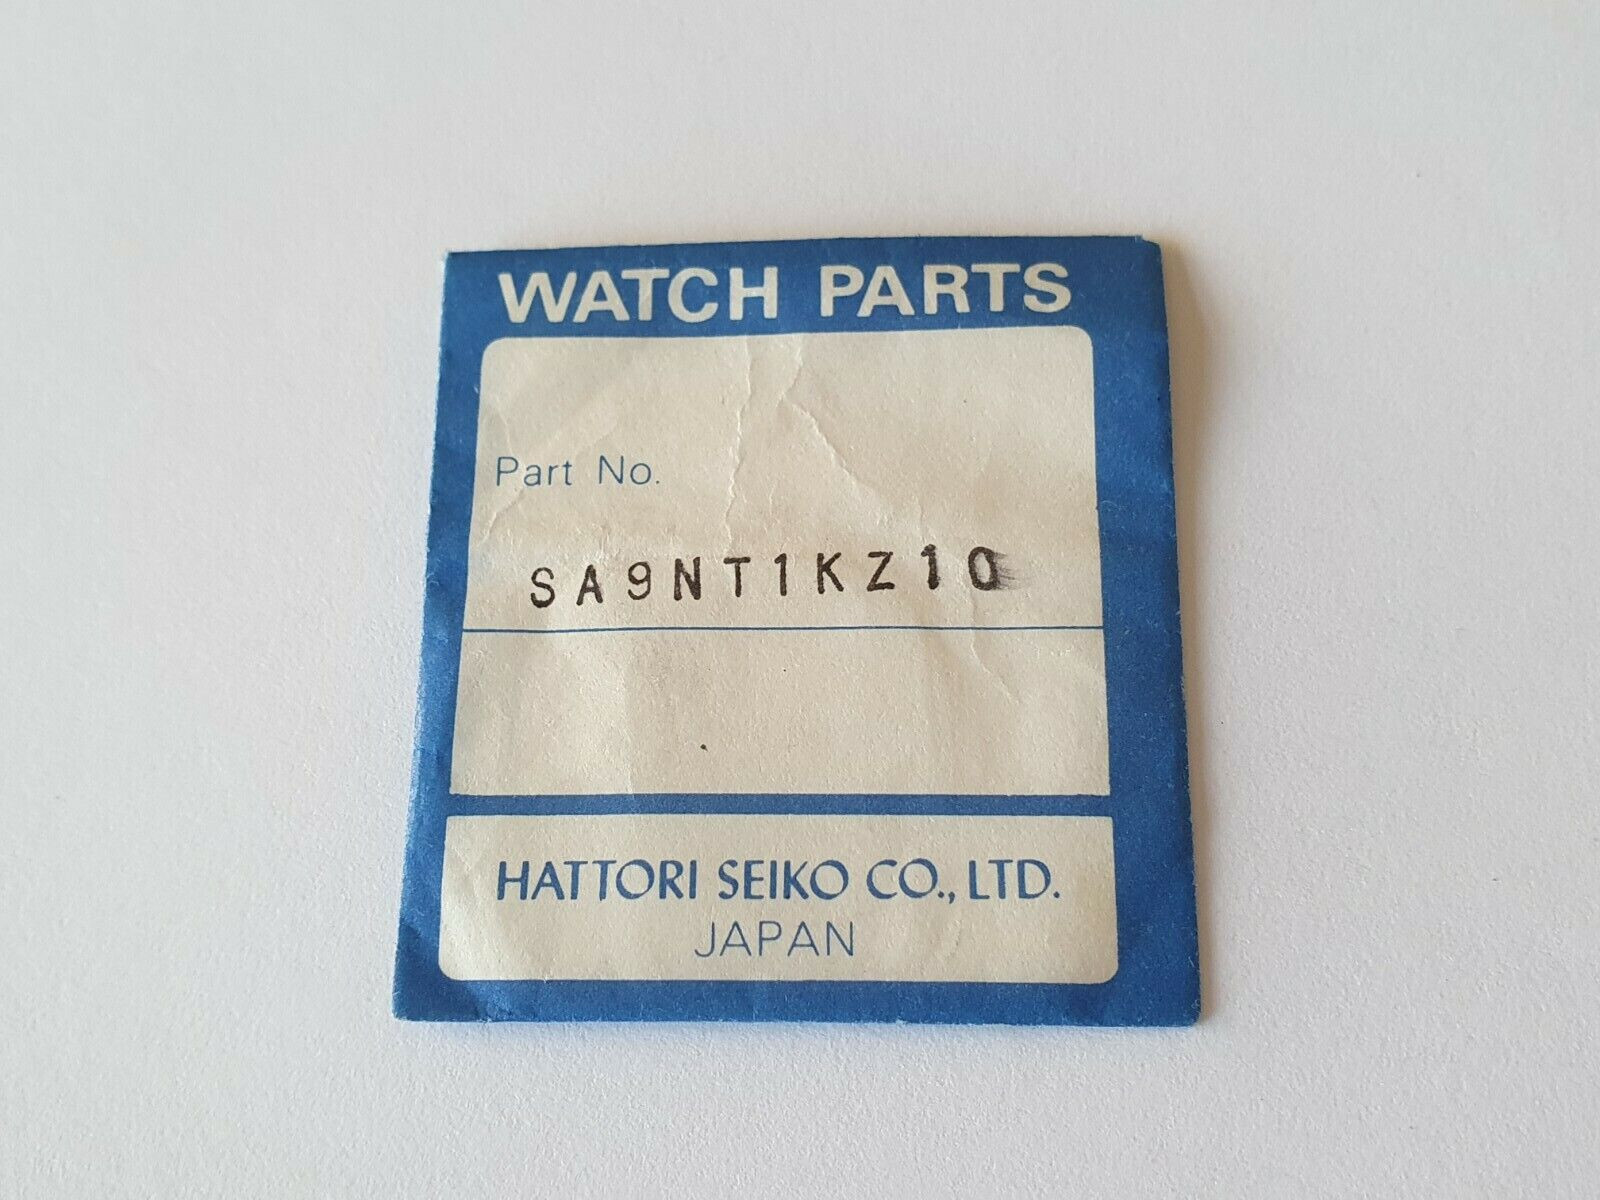 WATCH PARTS
Part No.
SA9NT1KZ10
HATTORI SEIKO CO., LTD.
JAPAN